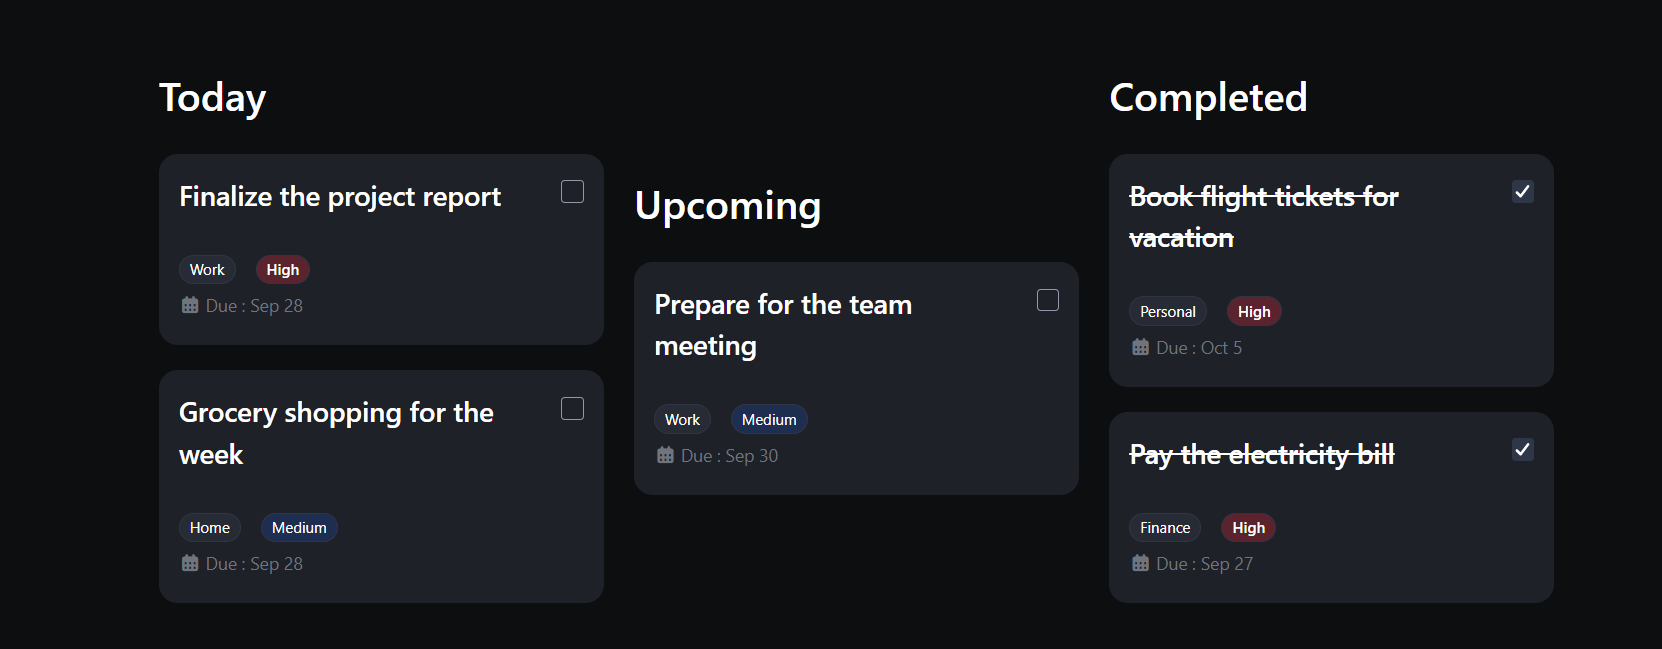 Today
Finalize the project report
Work
High
Due : Sep 28
Grocery shopping for the
week
Home
Medium
Due : Sep 28
Upcoming
Prepare for the team
meeting
Work
Medium
Due : Sep 30
Completed
Book flight tickets for
vacation
Personal
High
Due : Oct 5
Pay the electricity bill
Finance
High
Due : Sep 27